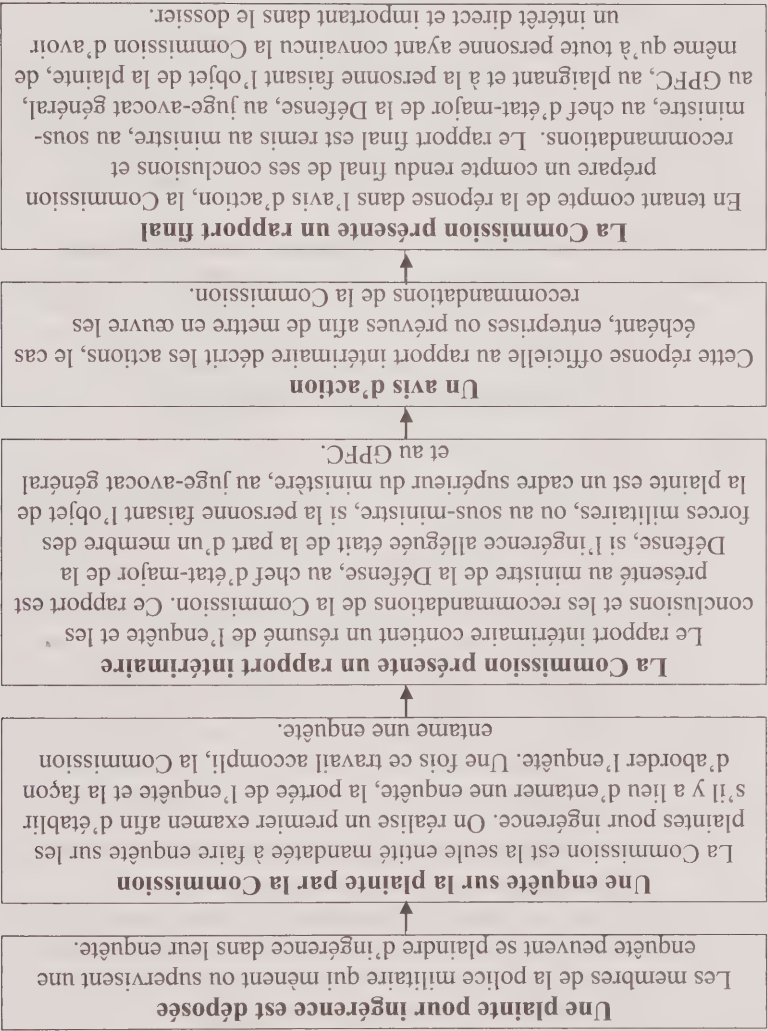 Une plainte pour ingérence est déposée
Les membres de la police militaire qui mènent ou supervisent une
enquête peuvent se plaindre d'ingérence dans leur enquête.
Une enquête sur la plainte par la Commission
La Commission est la seule entité mandatée à faire enquête sur les
plaintes pour ingérence. On réalise un premier examen afin d'établir
s'il y a lieu d'entamer une enquête, la portée de l'enquête et la façon
d'aborder l'enquête. Une fois ce travail accompli, la Commission
entame une enquête.
La Commission présente un rapport intérimaire
Le rapport intérimaire contient un résumé de l'enquête et les
conclusions et les recommandations de la Commission. Ce rapport est
présenté au ministre de la Défense, au chef d'état-major de la
Défense, si l'ingérence alléguée était de la part d'un membre des
forces militaires, ou au sous-ministre, si la personne faisant l'objet de
la plainte est un cadre supérieur du ministère, au juge-avocat général
et au GPFC.
Un avis d'action
Cette réponse officielle au rapport intérimaire décrit les actions, le cas
échéant, entreprises ou prévues afin de mettre en œuvre les
recommandations de la Commission.
La Commission présente un rapport final
En tenant compte de la réponse dans l'avis d'action, la Commission
prépare un compte rendu final de ses conclusions et
recommandations. Le rapport final est remis au ministre, au sous-
ministre, au chef d'état-major de la Défense, au juge-avocat général,
au GPFC, au plaignant et à la personne faisant l'objet de la plainte, de
même qu'à toute personne ayant convaincu la Commission d'avoir
un intérêt direct et important dans le dossier.